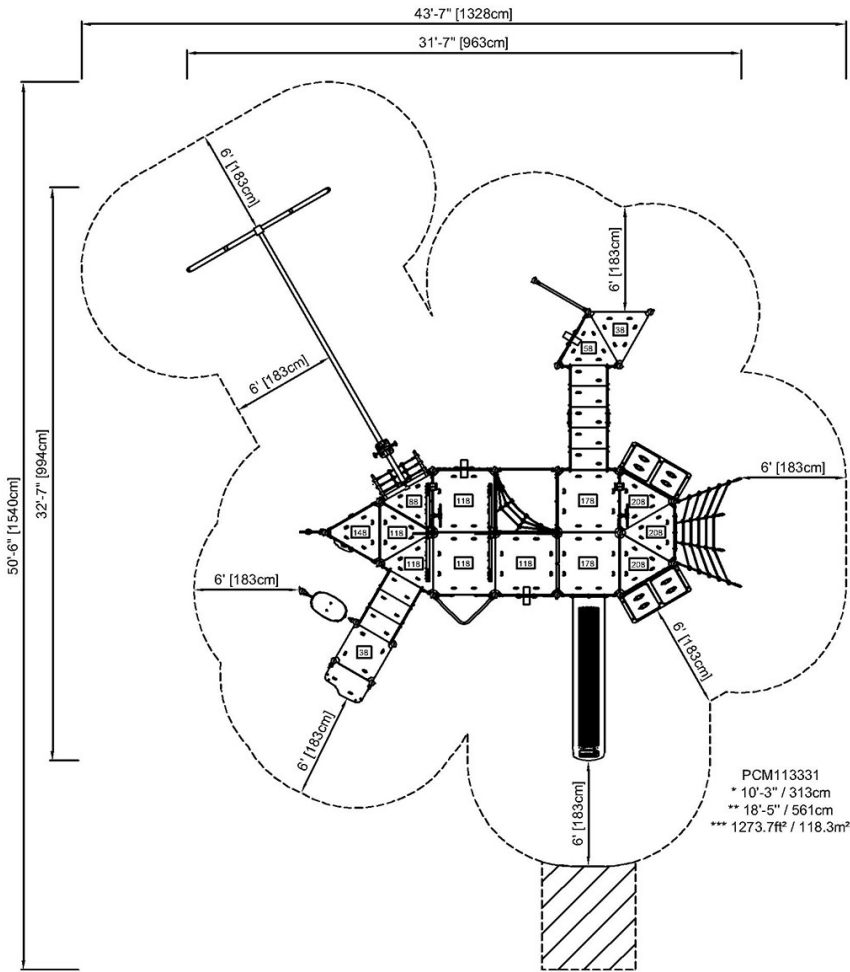 43'-7" [1328cm]
31'-7" [963cm]
6' [183cm]
6' [183cm]
38
58
6' [183cm]
50'-6" [1540cm]
32'-7" [994cm]
6' [183cm]
88
118
178
208
148
118
208
118
118
118
178
208
6' [183cm]
38
6' [183cm]
6' [183cm]
6' [183cm]
PCM113331
* 10'-3" / 313cm
** 18'-5" / 561cm
*** 1273.7ft² / 118.3m²